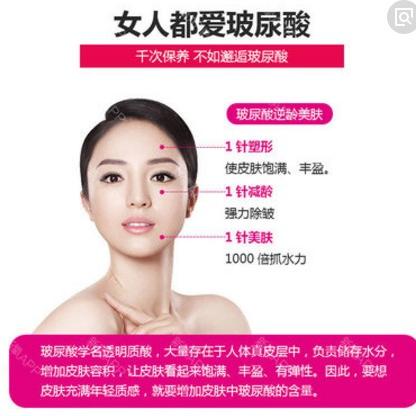 女人都爱玻尿酸
千次保养 不如邂逅玻尿酸
玻尿酸逆龄美肤
1 针塑形
使皮肤饱满、丰盈。
1 针减龄
强力除皱
1 针美肤
1000 倍抓水力
玻尿酸学名透明质酸，大量存在于人体真皮层中，负责储存水分，
增加皮肤容积，让皮肤看起来饱满、丰盈、有弹性。因此，要想
皮肤充满年轻质感，就要增加皮肤中玻尿酸的含量。